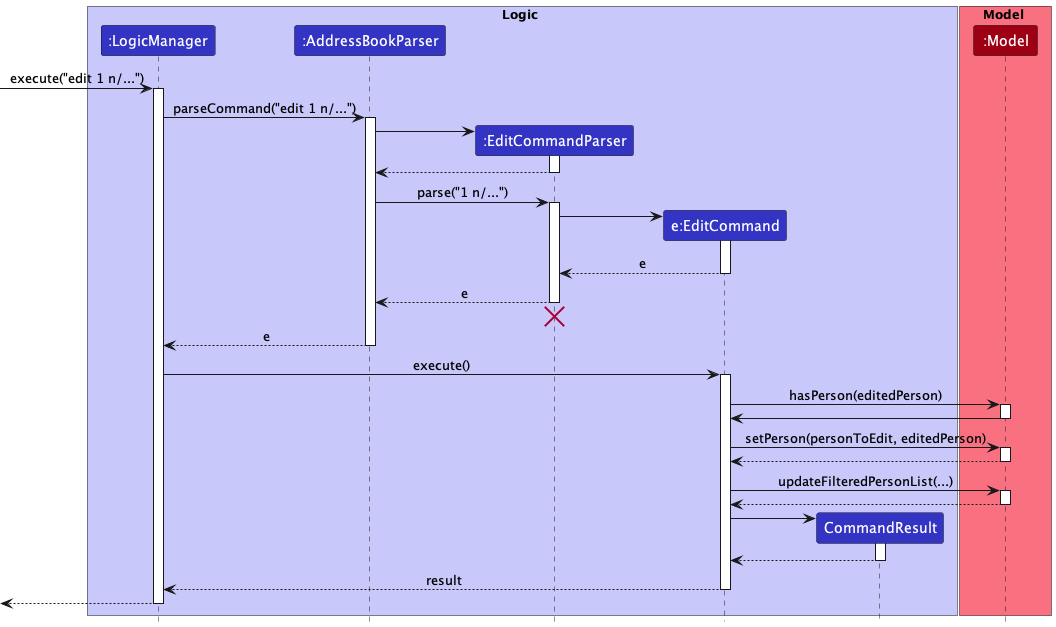 Logic
Model
:LogicManager
:AddressBookParser
:Model
execute("edit 1 n/...")
parseCommand("edit 1 n/...")
:EditCommandParser
parse("1 n/...")
e:EditCommand
e
e
e
execute()
hasPerson(editedPerson)
setPerson(personToEdit, editedPerson)
updateFilteredPersonList(...)
CommandResult
result